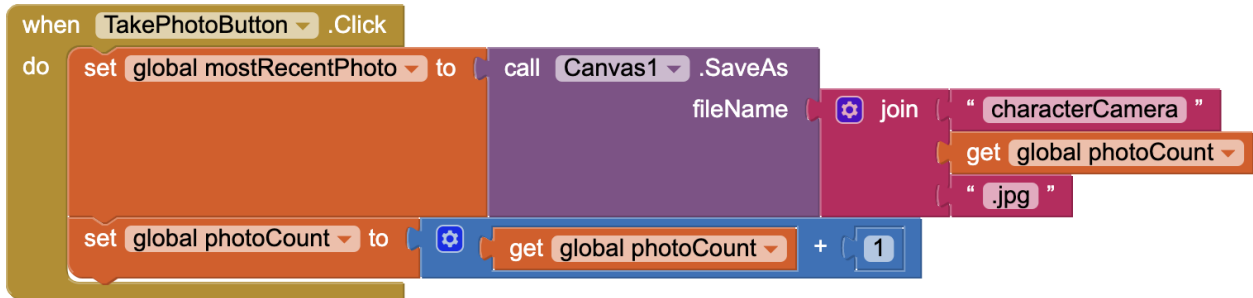 when TakePhotoButton .Click
do set global mostRecentPhoto to call Canvas1 .SaveAs
fileName join “ characterCamera ”
get global photoCount
“ .jpg ”
set global photoCount to get global photoCount + 1